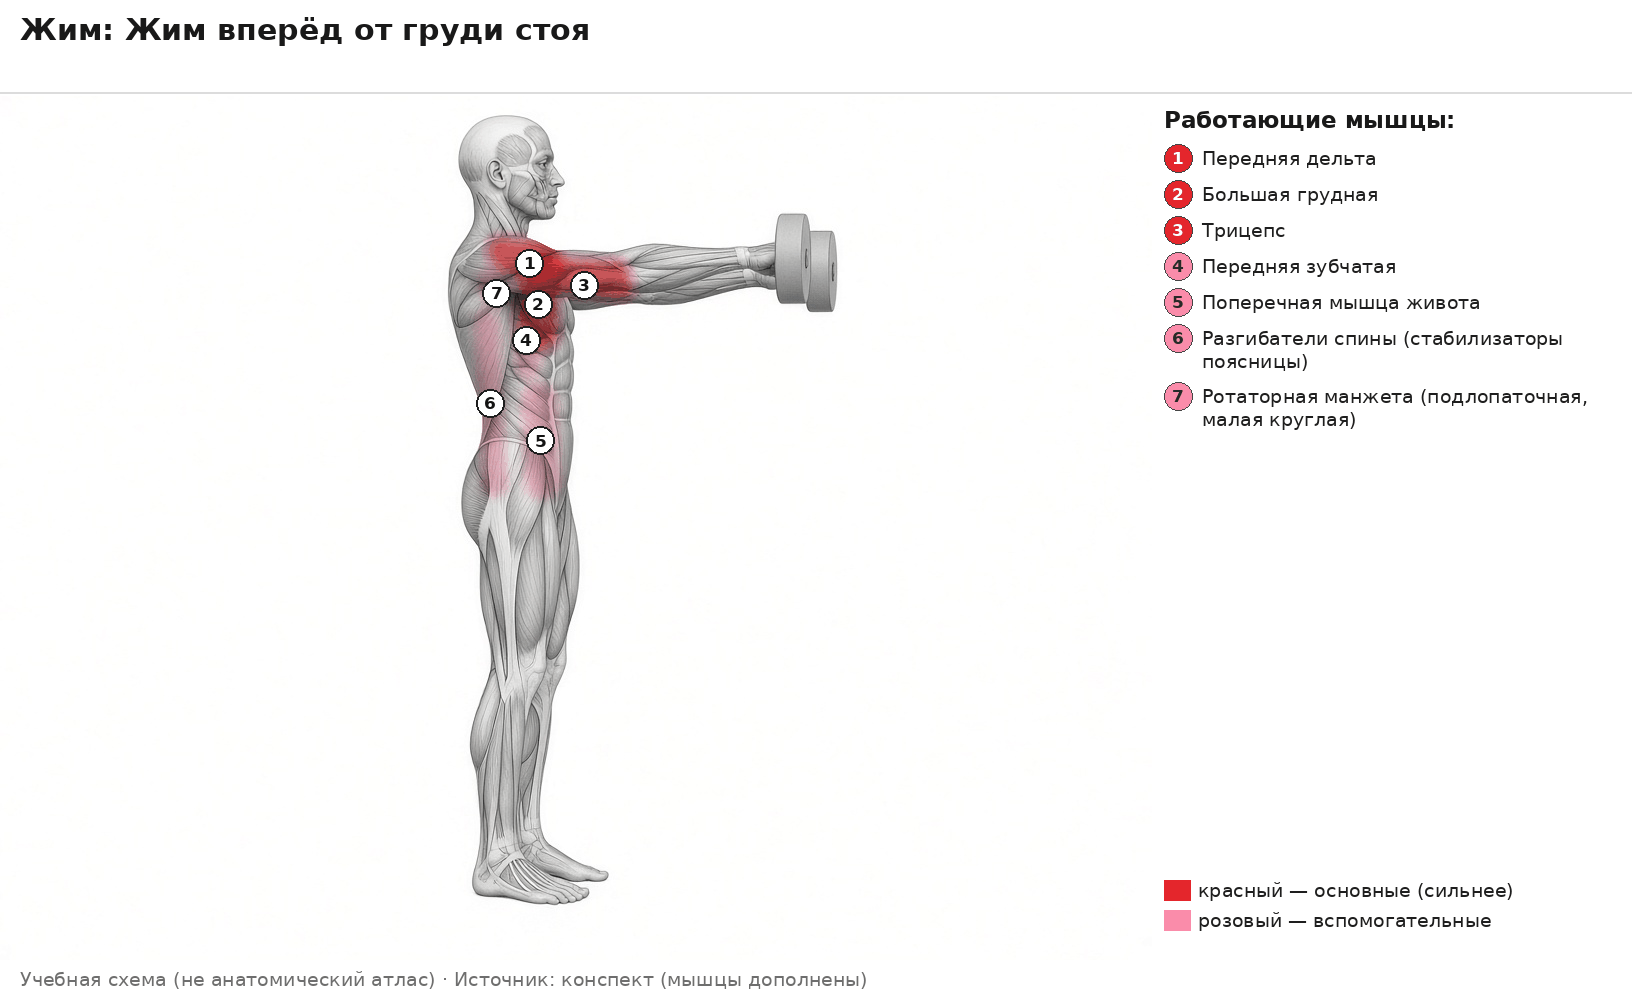 Жим: Жим вперёд от груди стоя
Работающие мышцы:
1 Передняя дельта
2 Большая грудная
3 Трицепс
4 Передняя зубчатая
5 Поперечная мышца живота
6 Разгибатели спины (стабилизаторы
поясницы)
7 Ротаторная манжета (подлопаточная,
малая круглая)
1
3
7
2
4
6
5
красный — основные (сильнее)
розовый — вспомогательные
Учебная схема (не анатомический атлас) · Источник: конспект (мышцы дополнены)